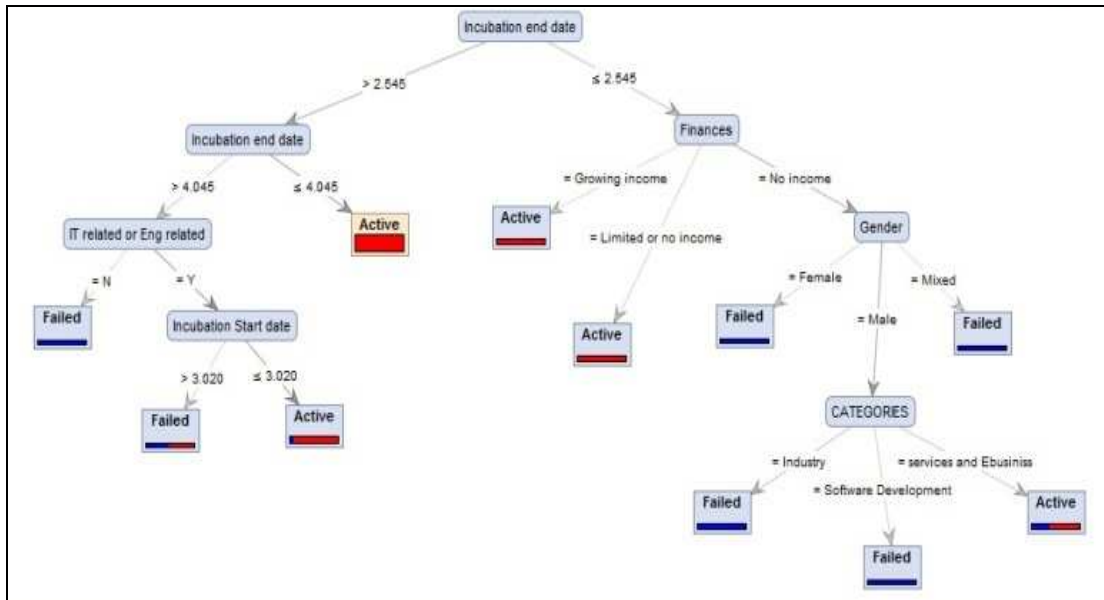 Incubation end date
> 2.545
≤ 2.545
Incubation end date
Finances
> 4.045
≤ 4.045
= Growing income
= No income
IT related or Eng related
Active
Active
= Limited or no income
Gender
= N
= Y
= Female
= Mixed
Failed
Incubation Start date
Active
Failed
= Male
Failed
> 3.020
≤ 3.020
Failed
Active
CATEGORIES
= Industry
= Software Development
= services and Ebusiniss
Failed
Active
Failed